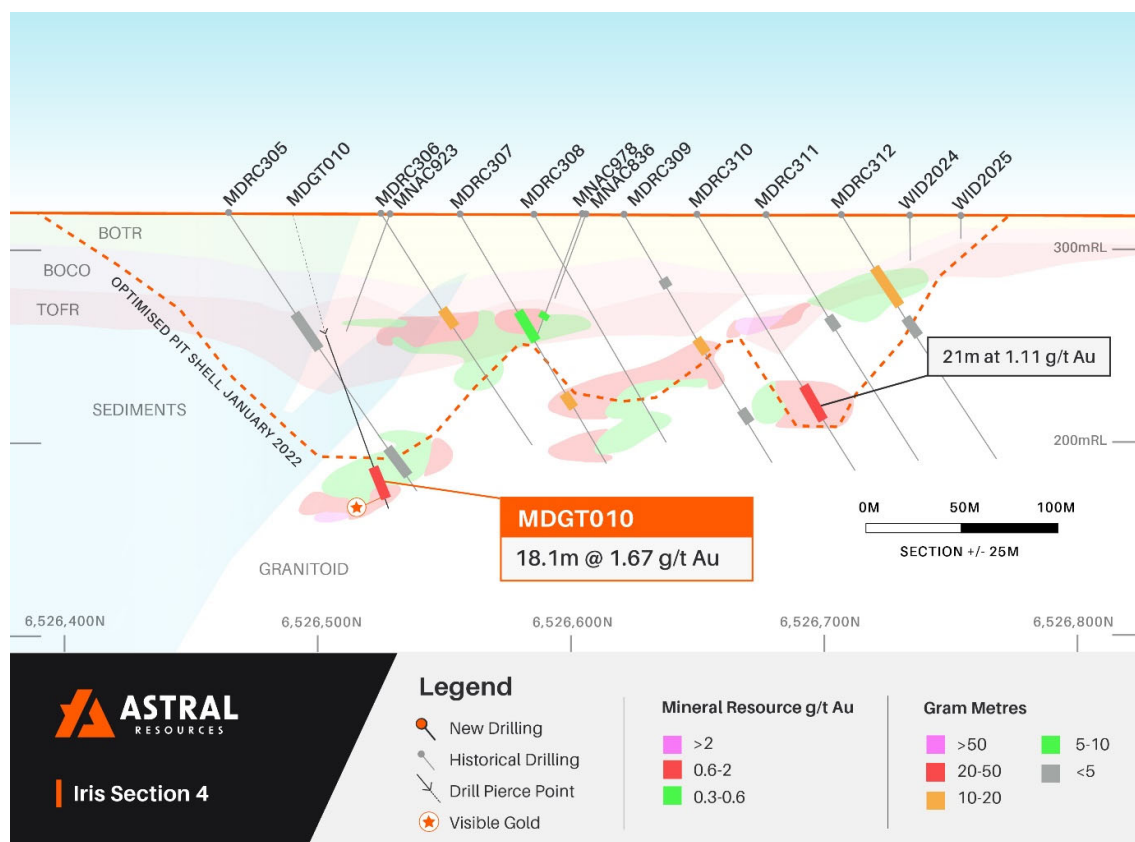 MDRC305
MDGT010
MDRC306
MNAC923
MDRC307
MDRC308
MNAC978
MNAC836
MDRC309
MDRC310
MDRC311
MDRC312
WID2024
WID2025
BOTR
BOCO
TOFR
300mRL
OPTIMISED PIT SHELL JANUARY 2022
21m at 1.11 g/t Au
SEDIMENTS
200mRL
MDGT010
18.1m @ 1.67 g/t Au
0M 50M 100M
SECTION +/- 25M
GRANITOID
6,526,400N 6,526,500N 6,526,600N 6,526,700N 6,526,800N
ASTRAL
RESOURCES
Iris Section 4
Legend
New Drilling
Historical Drilling
Drill Pierce Point
Visible Gold
Mineral Resource g/t Au
>2
0.6-2
0.3-0.6
Gram Metres
>50
20-50
10-20
5-10
<5